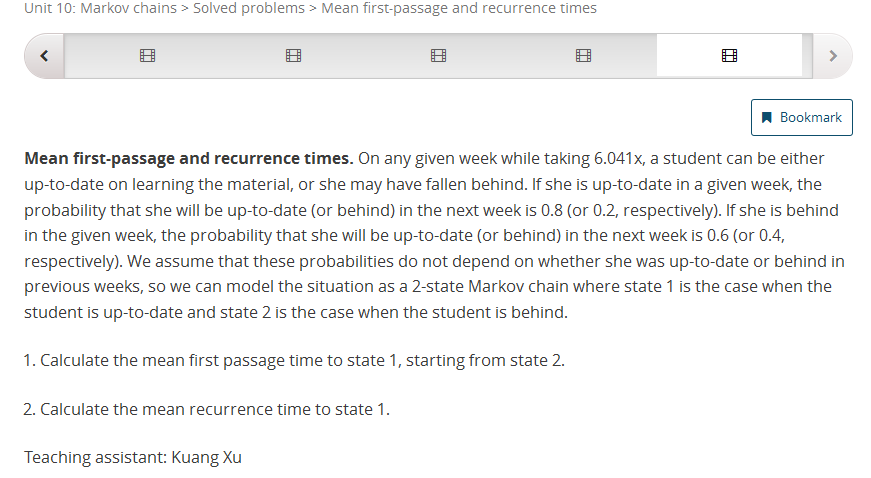 Unit 10: Markov chains > Solved problems > Mean first-passage and recurrence times
Bookmark
Mean first-passage and recurrence times. On any given week while taking 6.041x, a student can be either
up-to-date on learning the material, or she may have fallen behind. If she is up-to-date in a given week, the
probability that she will be up-to-date (or behind) in the next week is 0.8 (or 0.2, respectively). If she is behind
in the given week, the probability that she will be up-to-date (or behind) in the next week is 0.6 (or 0.4,
respectively). We assume that these probabilities do not depend on whether she was up-to-date or behind in
previous weeks, so we can model the situation as a 2-state Markov chain where state 1 is the case when the
student is up-to-date and state 2 is the case when the student is behind.
1. Calculate the mean first passage time to state 1, starting from state 2.
2. Calculate the mean recurrence time to state 1.
Teaching assistant: Kuang Xu